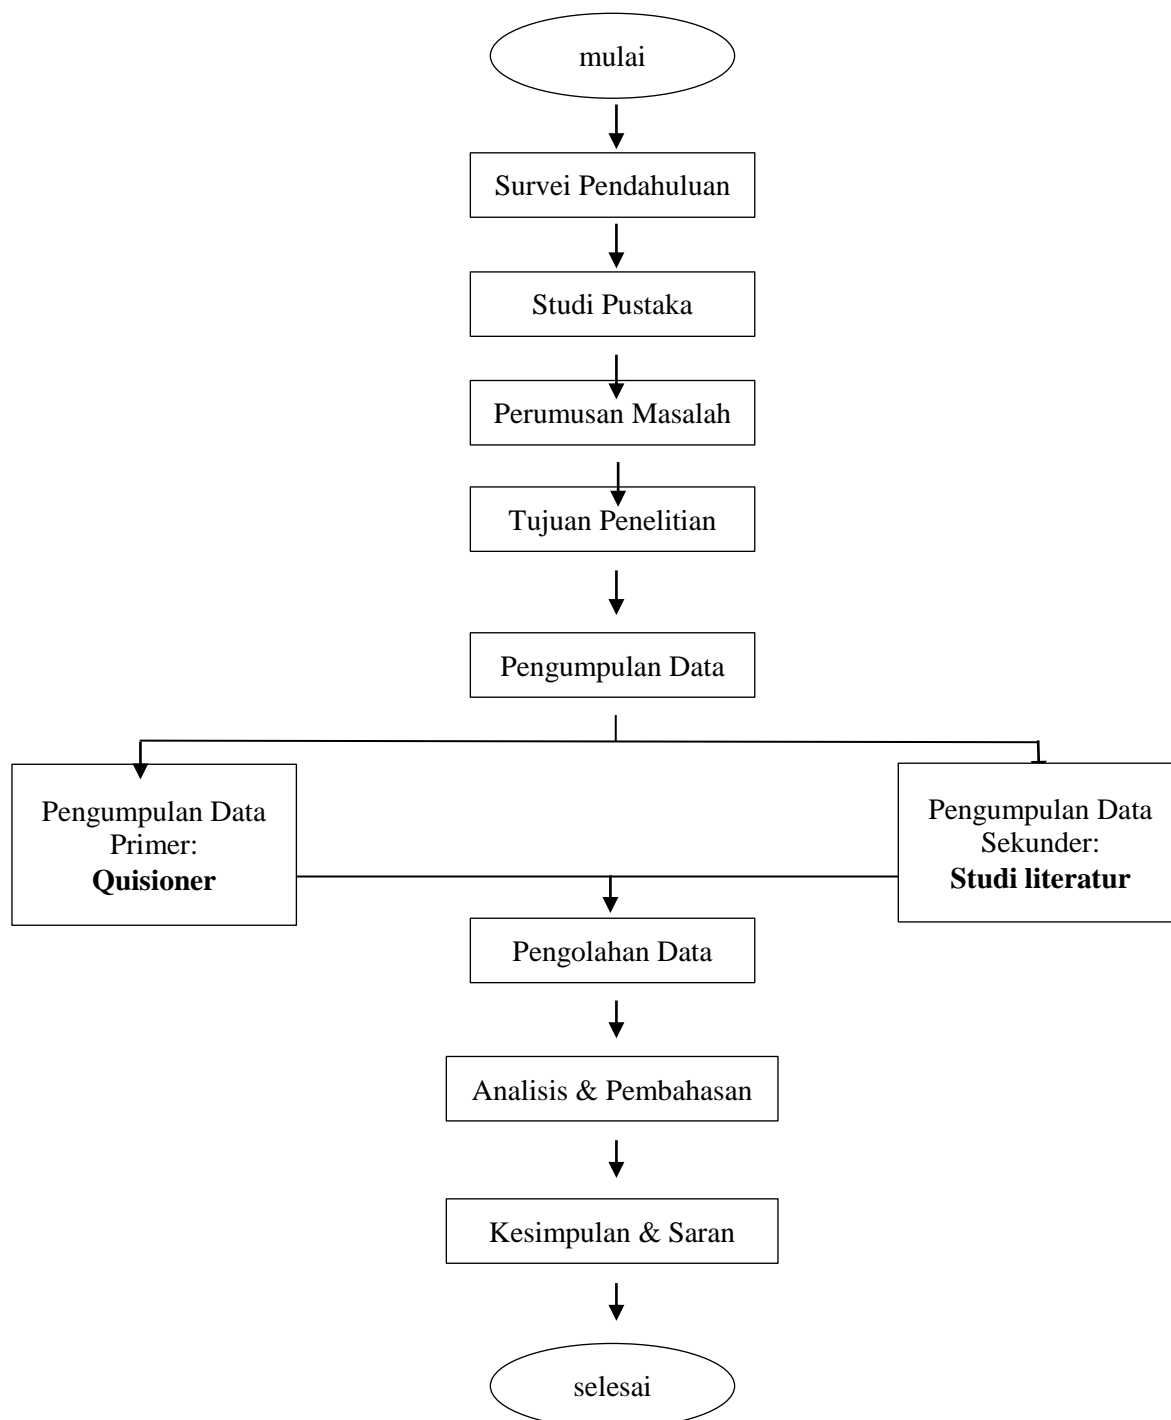 mulai
Survei Pendahuluan
Studi Pustaka
Perumusan Masalah
Tujuan Penelitian
Pengumpulan Data
Pengumpulan Data
Primer:
Quisioner
Pengumpulan Data
Sekunder:
Studi literatur
Pengolahan Data
Analisis & Pembahasan
Kesimpulan & Saran
selesai